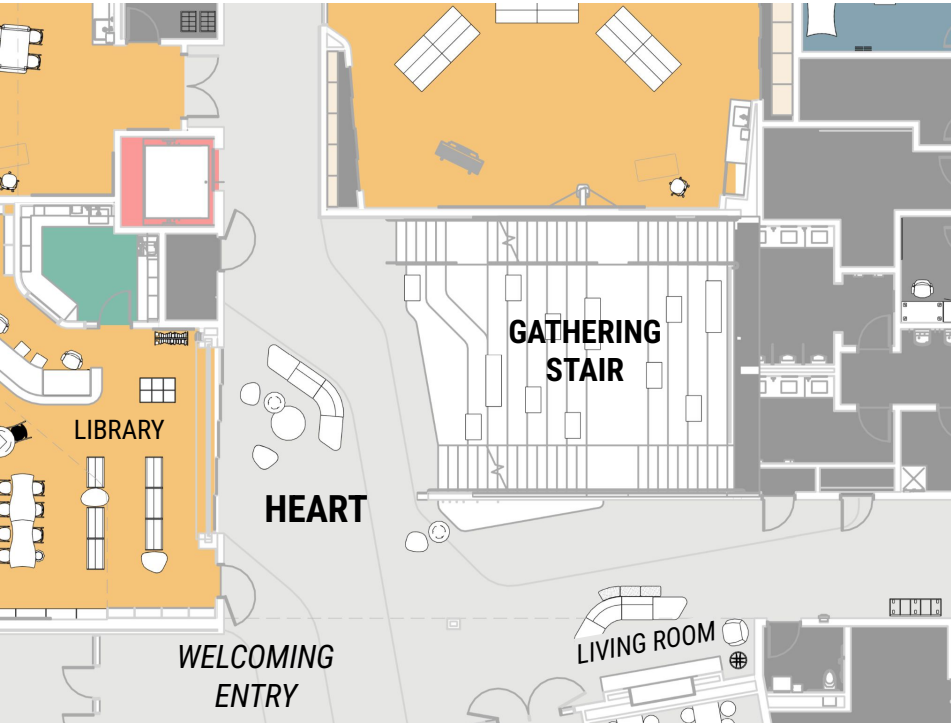 GATHERING
STAIR
LIBRARY
HEART
LIVING ROOM
WELCOMING
ENTRY